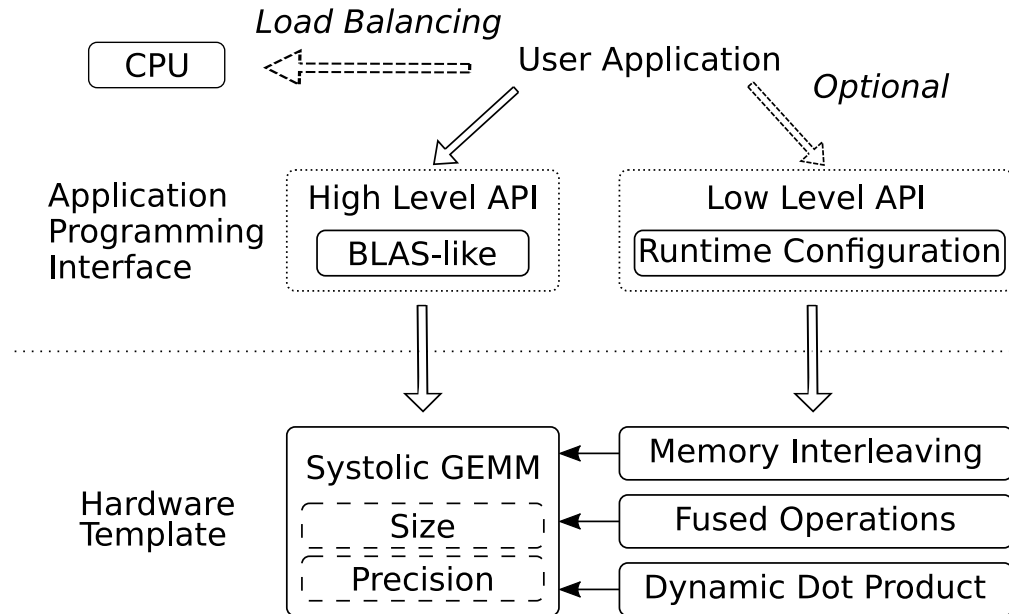 Load Balancing
CPU
User Application
Optional
Application
Programming
Interface
High Level API
BLAS-like
Low Level API
Runtime Configuration
Hardware
Template
Systolic GEMM
Size
Precision
Memory Interleaving
Fused Operations
Dynamic Dot Product